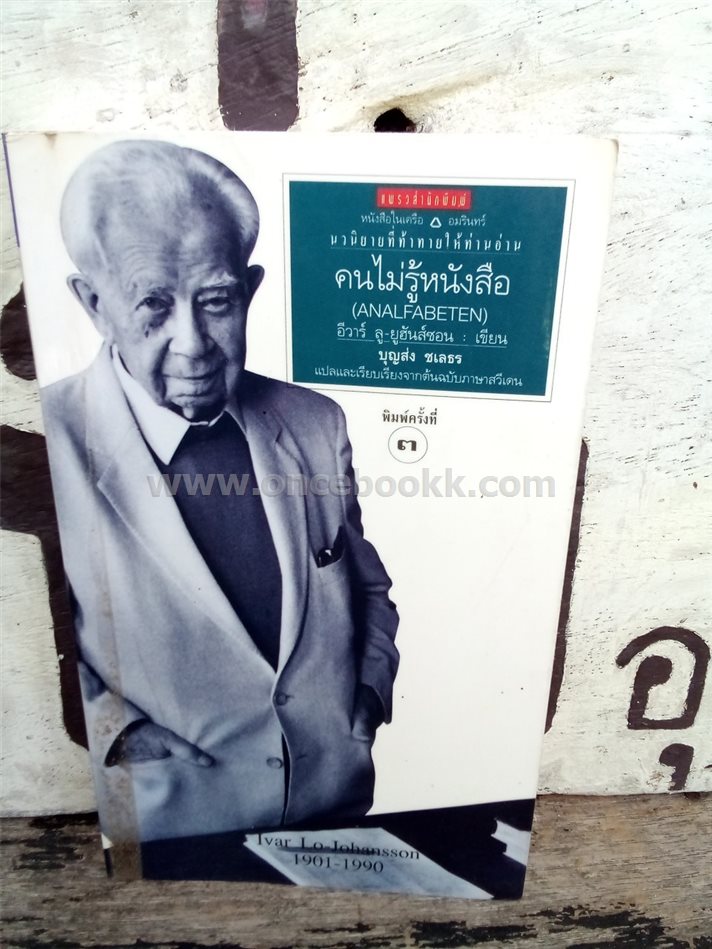 แพรวสำนักพิมพ์
หนังสือในเครือ อมรินทร์
นวนิยายที่ท้าทายให้ท่านอ่าน
คนไม่รู้หนังสือ
(ANALFABETEN)
อีวาร์ ลู-ยูฮันส์ซอน : เขียน
บุญส่ง ชเลธร
แปลและเรียบเรียงจากต้นฉบับภาษาสวีเดน
พิมพ์ครั้งที่
๓
www.oncebookk.com
อุ
Ivar Lo-Johansson
1901-1990